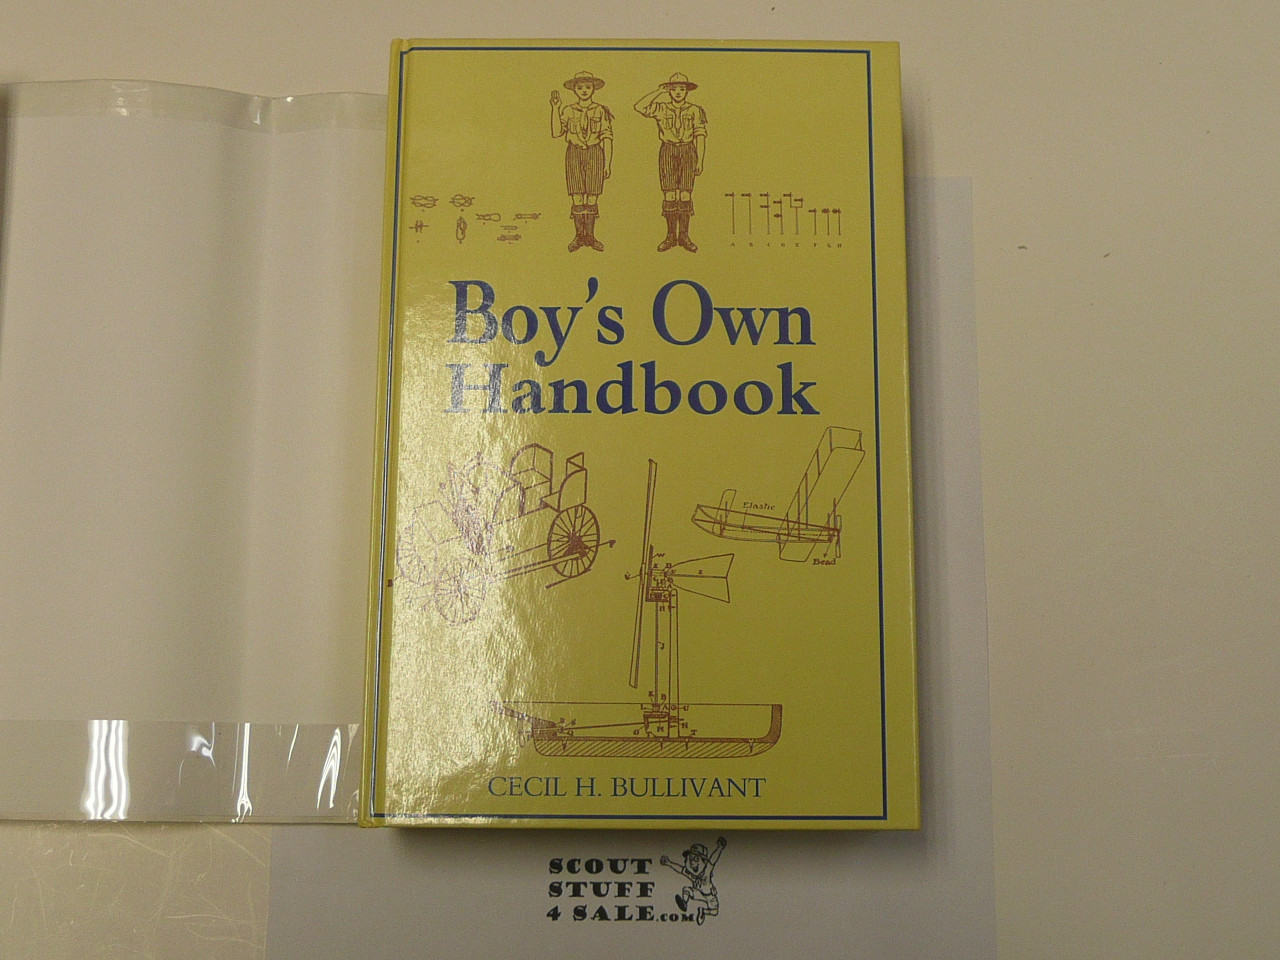 A B C D E F G H
Boy's Own
Handbook
Elastic
Bead
CECIL H. BULLIVANT
SCOUT
STUFF
4 SALE.com